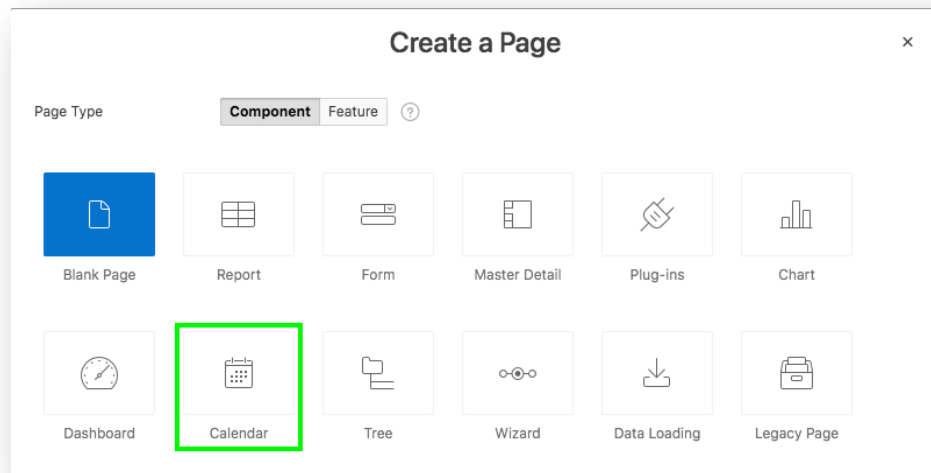 Create a Page
Page Type
Component Feature
Blank Page
Report
Form
Master Detail
Plug-ins
Chart
Dashboard
Calendar
Tree
Wizard
Data Loading
Legacy Page